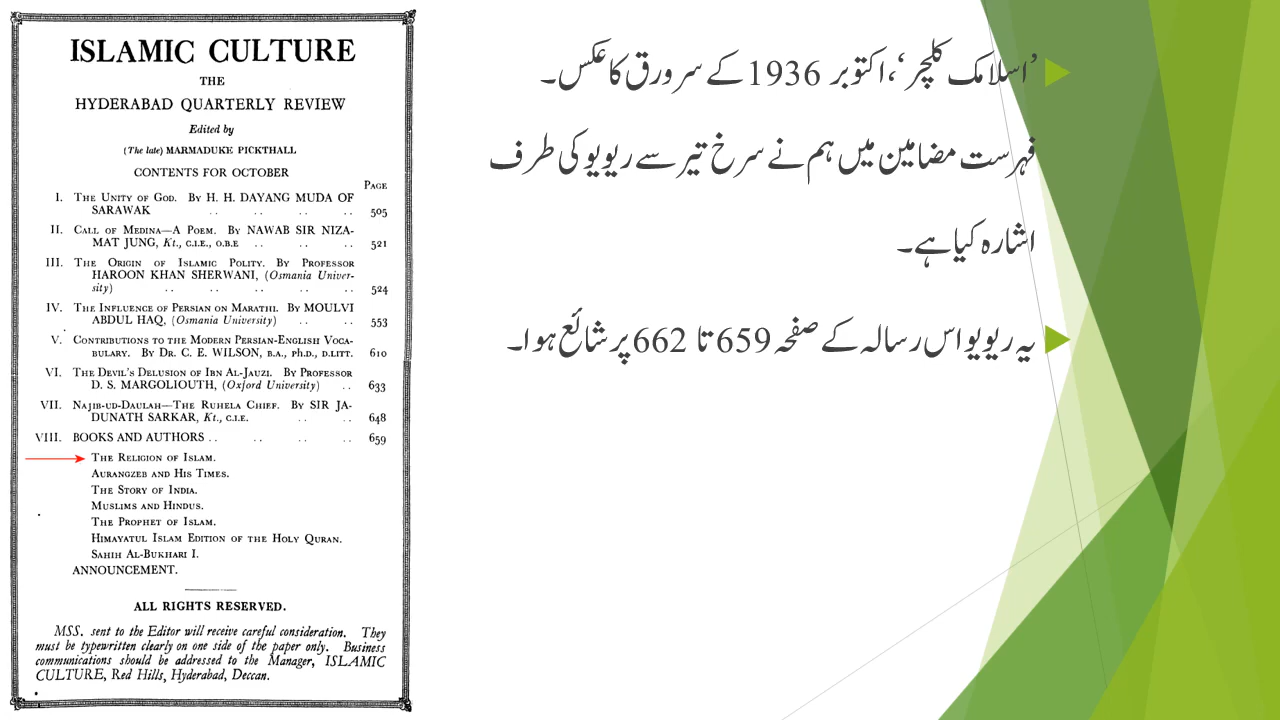 ISLAMIC CULTURE
THE
HYDERABAD QUARTERLY REVIEW
Edited by
(The late) MARMADUKE PICKTHALL
CONTENTS FOR OCTOBER
PAGE
I. THE UNITY OF GOD. BY H. H. DAYANG MUDA OF
SARAWAK .. .. .. .. 505
II. CALL OF MEDINA—A POEM. BY NAWAB SIR NIZA-
MAT JUNG, Kt., C.I.E., O.B.E .. .. .. 521
III. THE ORIGIN OF ISLAMIC POLITY. BY PROFESSOR
HAROON KHAN SHERWANI, (Osmania Univer-
sity) .. .. .. .. .. 524
IV. THE INFLUENCE OF PERSIAN ON MARATHI. BY MOULVI
ABDUL HAQ, (Osmania University) .. .. 553
V. CONTRIBUTIONS TO THE MODERN PERSIAN-ENGLISH VOCA-
BULARY. BY DR. C. E. WILSON, B.A., Ph.D., D.LITT. 610
VI. THE DEVIL'S DELUSION OF IBN AL-JAUZI. BY PROFESSOR
D. S. MARGOLIOUTH, (Oxford University) .. 633
VII. NAJIB-UD-DAULAH—THE RUHELA CHIEF. BY SIR JA-
DUNATH SARKAR, Kt., C.I.E. .. .. 648
VIII. BOOKS AND AUTHORS .. .. .. .. 659
THE RELIGION OF ISLAM.
AURANGZEB AND HIS TIMES.
THE STORY OF INDIA.
MUSLIMS AND HINDUS.
THE PROPHET OF ISLAM.
HIMAYATUL ISLAM EDITION OF THE HOLY QURAN.
SAHIH AL-BUKHARI I.
ANNOUNCEMENT.
ALL RIGHTS RESERVED.
MSS. sent to the Editor will receive careful consideration. They
must be typewritten clearly on one side of the paper only. Business
communications should be addressed to the Manager, ISLAMIC
CULTURE, Red Hills, Hyderabad, Deccan.
’اسلامک کلچر‘، اکتوبر 1936 کے سرورق کا عکس۔
فہرست مضامین میں ہم نے سرخ تیر سے ریویو کی طرف
اشارہ کیا ہے۔
یہ ریویو اس رسالہ کے صفحہ 659 تا 662 پر شائع ہوا۔